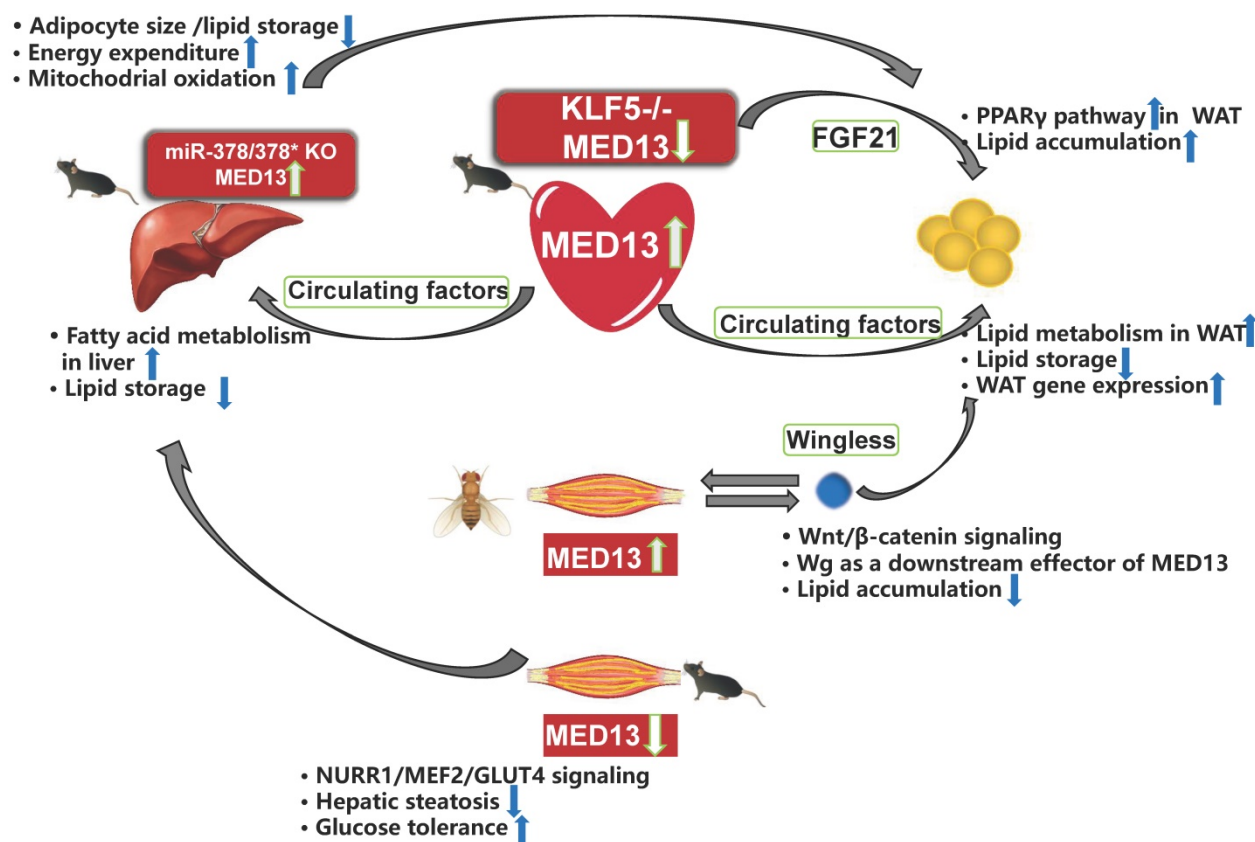 • Adipocyte size /lipid storage
• Energy expenditure
• Mitochodrial oxidation
KLF5-/-
MED13
FGF21
• PPARγ pathway in WAT
• Lipid accumulation
miR-378/378* KO
MED13
MED13
Circulating factors
Circulating factors
• Fatty acid metablolism
in liver
• Lipid storage
• Lipid metabolism in WAT
• Lipid storage
• WAT gene expression
Wingless
MED13
• Wnt/β-catenin signaling
• Wg as a downstream effector of MED13
• Lipid accumulation
MED13
• NURR1/MEF2/GLUT4 signaling
• Hepatic steatosis
• Glucose tolerance